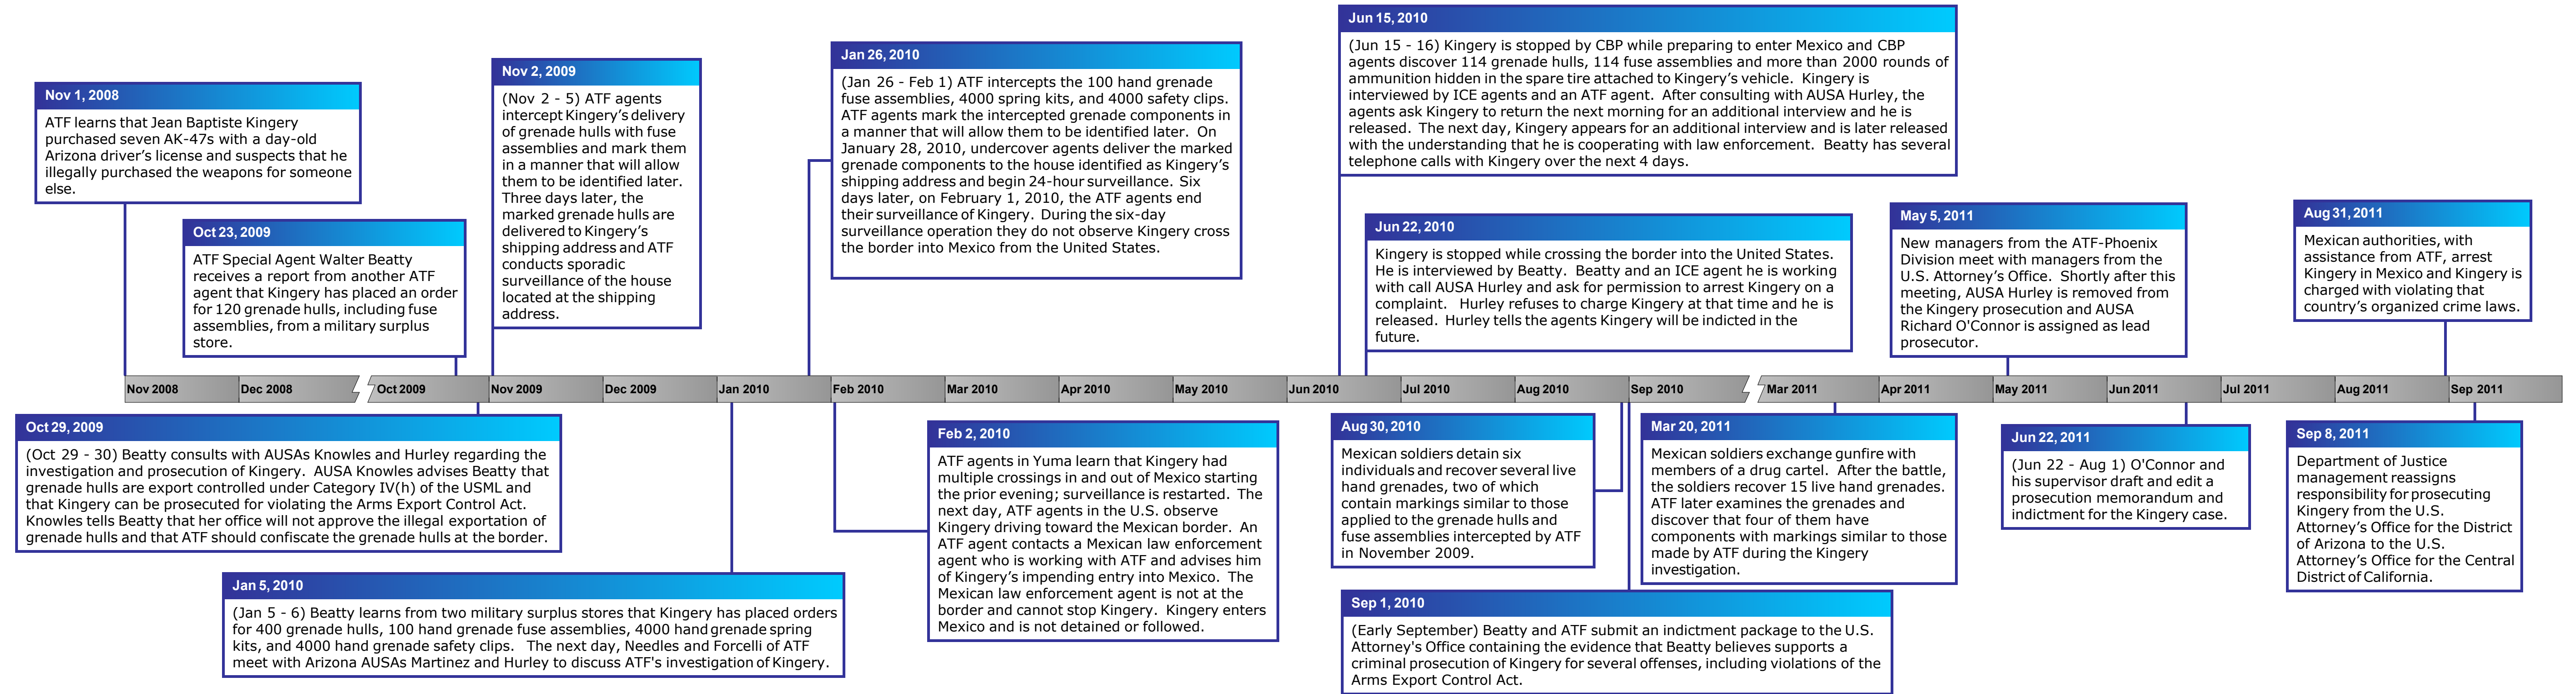 Nov 1, 2008
ATF learns that Jean Baptiste Kingery
purchased seven AK-47s with a day-old
Arizona driver’s license and suspects that he
illegally purchased the weapons for someone
else.
Oct 23, 2009
ATF Special Agent Walter Beatty
receives a report from another ATF
agent that Kingery has placed an order
for 120 grenade hulls, including fuse
assemblies, from a military surplus
store.
Nov 2, 2009
(Nov 2 - 5) ATF agents
intercept Kingery’s delivery
of grenade hulls with fuse
assemblies and mark them
in a manner that will allow
them to be identified later.
Three days later, the
marked grenade hulls are
delivered to Kingery’s
shipping address and ATF
conducts sporadic
surveillance of the house
located at the shipping
address.
Jan 26, 2010
(Jan 26 - Feb 1) ATF intercepts the 100 hand grenade
fuse assemblies, 4000 spring kits, and 4000 safety clips.
ATF agents mark the intercepted grenade components in
a manner that will allow them to be identified later.  On
January 28, 2010, undercover agents deliver the marked
grenade components to the house identified as Kingery’s
shipping address and begin 24-hour surveillance.  Six
days later, on February 1, 2010, the ATF agents end
their surveillance of Kingery.  During the six-day
surveillance operation they do not observe Kingery cross
the border into Mexico from the United States.
Jun 15, 2010
(Jun 15 - 16) Kingery is stopped by CBP while preparing to enter Mexico and CBP
agents discover 114 grenade hulls, 114 fuse assemblies and more than 2000 rounds of
ammunition hidden in the spare tire attached to Kingery’s vehicle.  Kingery is
interviewed by ICE agents and an ATF agent.  After consulting with AUSA Hurley, the
agents ask Kingery to return the next morning for an additional interview and he is
released.  The next day, Kingery appears for an additional interview and is later released
with the understanding that he is cooperating with law enforcement.  Beatty has several
telephone calls with Kingery over the next 4 days.
Jun 22, 2010
Kingery is stopped while crossing the border into the United States.
He is interviewed by Beatty.  Beatty and an ICE agent he is working
with call AUSA Hurley and ask for permission to arrest Kingery on a
complaint.   Hurley refuses to charge Kingery at that time and he is
released.  Hurley tells the agents Kingery will be indicted in the
future.
May 5, 2011
New managers from the ATF-Phoenix
Division meet with managers from the
U.S. Attorney’s Office.  Shortly after this
meeting, AUSA Hurley is removed from
the Kingery prosecution and AUSA
Richard O'Connor is assigned as lead
prosecutor.
Aug 31, 2011
Mexican authorities, with
assistance from ATF, arrest
Kingery in Mexico and Kingery is
charged with violating that
country’s organized crime laws.
Nov 2008 Dec 2008 Oct 2009 Nov 2009 Dec 2009 Jan 2010 Feb 2010 Mar 2010 Apr 2010 May 2010 Jun 2010 Jul 2010 Aug 2010 Sep 2010 Mar 2011 Apr 2011 May 2011 Jun 2011 Jul 2011 Aug 2011 Sep 2011
Oct 29, 2009
(Oct 29 - 30) Beatty consults with AUSAs Knowles and Hurley regarding the
investigation and prosecution of Kingery.  AUSA Knowles advises Beatty that
grenade hulls are export controlled under Category IV(h) of the USML and
that Kingery can be prosecuted for violating the Arms Export Control Act.
Knowles tells Beatty that her office will not approve the illegal exportation of
grenade hulls and that ATF should confiscate the grenade hulls at the border.
Jan 5, 2010
(Jan 5 - 6) Beatty learns from two military surplus stores that Kingery has placed orders
for 400 grenade hulls, 100 hand grenade fuse assemblies, 4000 hand grenade spring
kits, and 4000 hand grenade safety clips.   The next day, Needles and Forcelli of ATF
meet with Arizona AUSAs Martinez and Hurley to discuss ATF's investigation of Kingery.
Feb 2, 2010
ATF agents in Yuma learn that Kingery had
multiple crossings in and out of Mexico starting
the prior evening; surveillance is restarted.  The
next day, ATF agents in the U.S. observe
Kingery driving toward the Mexican border.  An
ATF agent contacts a Mexican law enforcement
agent who is working with ATF and advises him
of Kingery’s impending entry into Mexico.  The
Mexican law enforcement agent is not at the
border and cannot stop Kingery.  Kingery enters
Mexico and is not detained or followed.
Aug 30, 2010
Mexican soldiers detain six
individuals and recover several live
hand grenades, two of which
contain markings similar to those
applied to the grenade hulls and
fuse assemblies intercepted by ATF
in November 2009.
Mar 20, 2011
Mexican soldiers exchange gunfire with
members of a drug cartel.  After the battle,
the soldiers recover 15 live hand grenades.
ATF later examines the grenades and
discover that four of them have
components with markings similar to those
made by ATF during the Kingery
investigation.
Sep 1, 2010
(Early September) Beatty and ATF submit an indictment package to the U.S.
Attorney's Office containing the evidence that Beatty believes supports a
criminal prosecution of Kingery for several offenses, including violations of the
Arms Export Control Act.
Jun 22, 2011
(Jun 22 - Aug 1) O'Connor and
his supervisor draft and edit a
prosecution memorandum and
indictment for the Kingery case.
Sep 8, 2011
Department of Justice
management reassigns
responsibility for prosecuting
Kingery from the U.S.
Attorney’s Office for the District
of Arizona to the U.S.
Attorney’s Office for the Central
District of California.